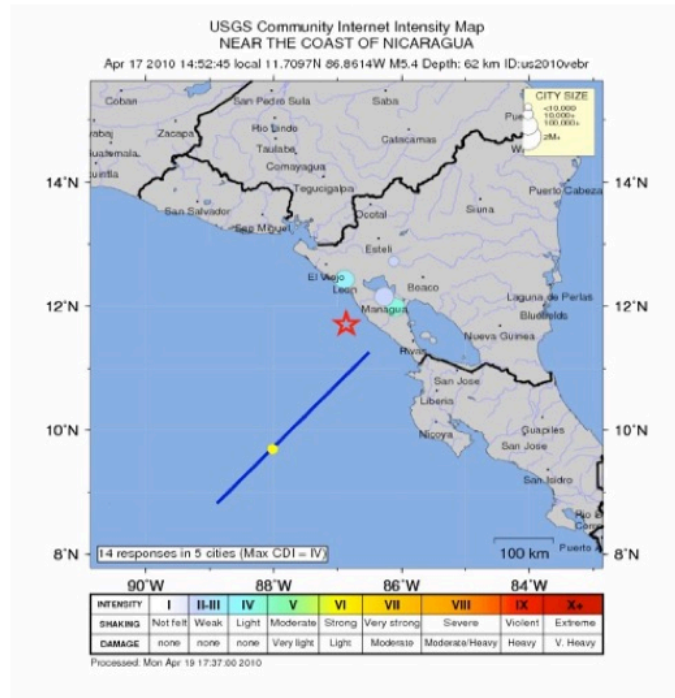 USGS Community Internet Intensity Map
NEAR THE COAST OF NICARAGUA
Apr 17 2010 14:52:45 local 11.7097N 86.8614W M5.4 Depth: 62 km ID:us2010vebr
CITY SIZE
<10,000
10,000+
100,000+
2M+
Coban
San Pedro Sula
Saba
Zacapa
Rio Lindo
Taulabe
Catacamas
Comayagua
Tegucigalpa
14°N
14°N
Puerto Cabeza
San Salvador
San Miguel
Ocotal
Siuna
Esteli
El Viejo
Leon
Boaco
12°N
12°N
Managua
Laguna de Perlas
Bluefields
Nueva Guinea
Rivas
San Jose
Liberia
10°N
10°N
Nicoya
Guapiles
San Jose
San Isidro
Puerto
8°N
8°N
14 responses in 5 cities (Max CDI = IV)
100 km
90°W 88°W 86°W 84°W
INTENSITY I II-III IV V VI VII VIII IX X+
SHAKING Not felt Weak Light Moderate Strong Very strong Severe Violent Extreme
DAMAGE none none none Very light Light Moderate Moderate/Heavy Heavy V. Heavy
Processed: Mon Apr 19 17:37:00 2010